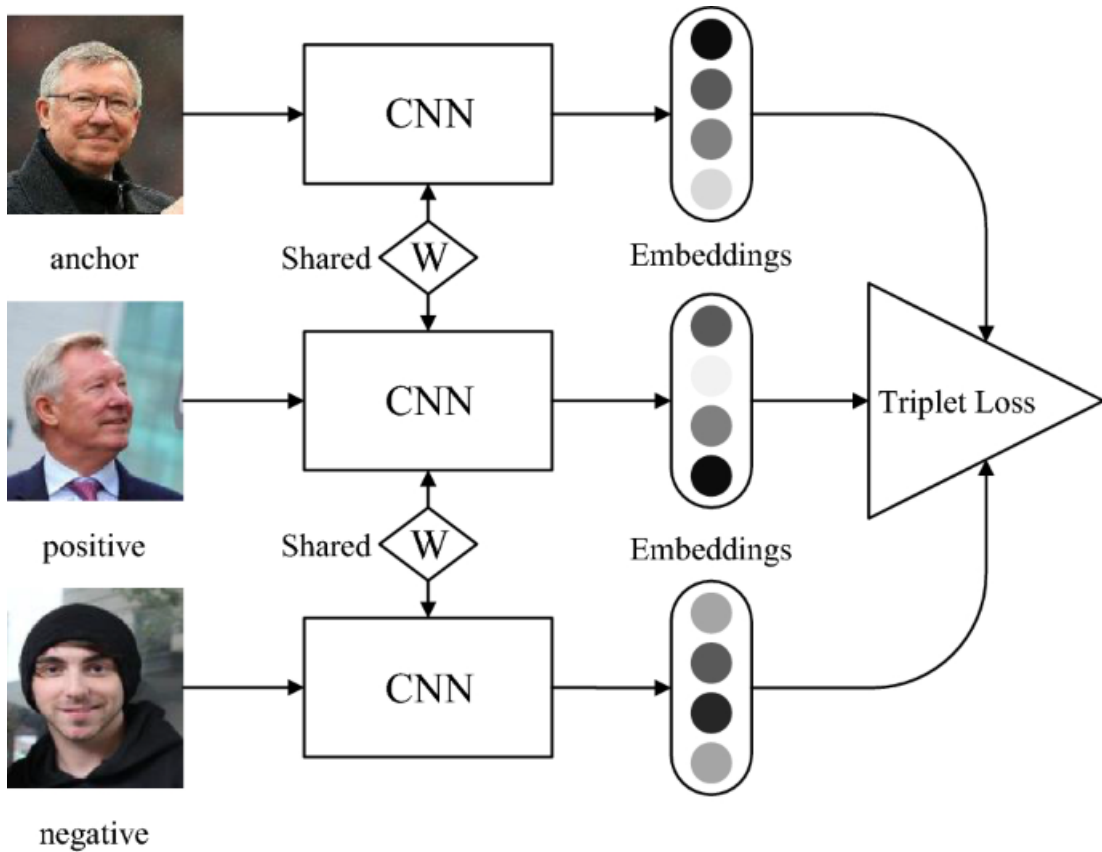 CNN
anchor
Shared
W
Embeddings
CNN
Triplet Loss
positive
Shared
W
Embeddings
CNN
negative